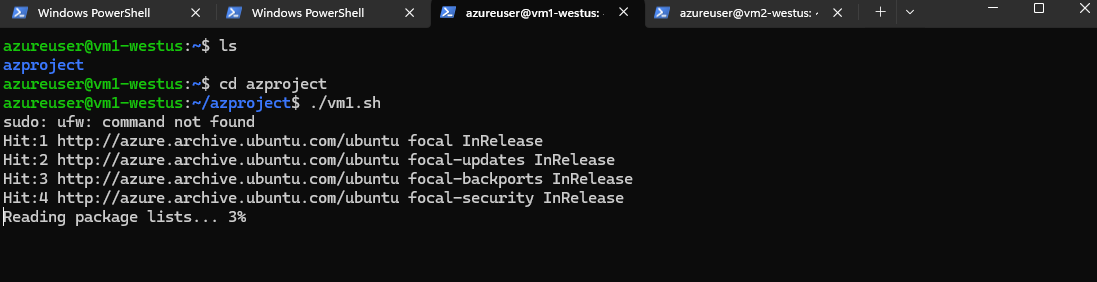 Windows PowerShell
Windows PowerShell
azureuser@vm1-westus:
azureuser@vm2-westus: ~
azureuser@vm1-westus:~$ ls
azproject
azureuser@vm1-westus:~$ cd azproject
azureuser@vm1-westus:~/azproject$ ./vm1.sh
sudo: ufw: command not found
Hit:1 http://azure.archive.ubuntu.com/ubuntu focal InRelease
Hit:2 http://azure.archive.ubuntu.com/ubuntu focal-updates InRelease
Hit:3 http://azure.archive.ubuntu.com/ubuntu focal-backports InRelease
Hit:4 http://azure.archive.ubuntu.com/ubuntu focal-security InRelease
Reading package lists... 3%